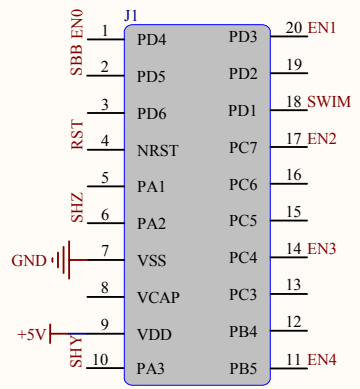 J1
EN0 1 PD4 PD3 20 EN1
SBB 2 PD5 PD2 19
3 PD6 PD1 18 SWIM
RST 4 NRST PC7 17 EN2
5 PA1 PC6 16
SHZ 6 PA2 PC5 15
GND 7 VSS PC4 14 EN3
8 VCAP PC3 13
+5V 9 VDD PB4 12
SHY 10 PA3 PB5 11 EN4